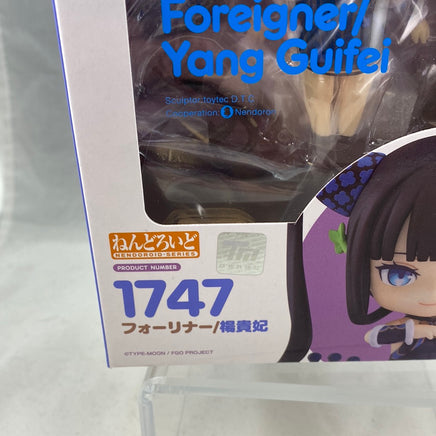 Foreigner/
Yang Guifei
Sculptor:toytec D.T.C
Cooperation:
Nendoron
ねんどろいど
NENDOROID・SERIES
PRODUCT NUMBER
1747
フォーリナー/楊貴妃
©TYPE-MOON / FGO PROJECT